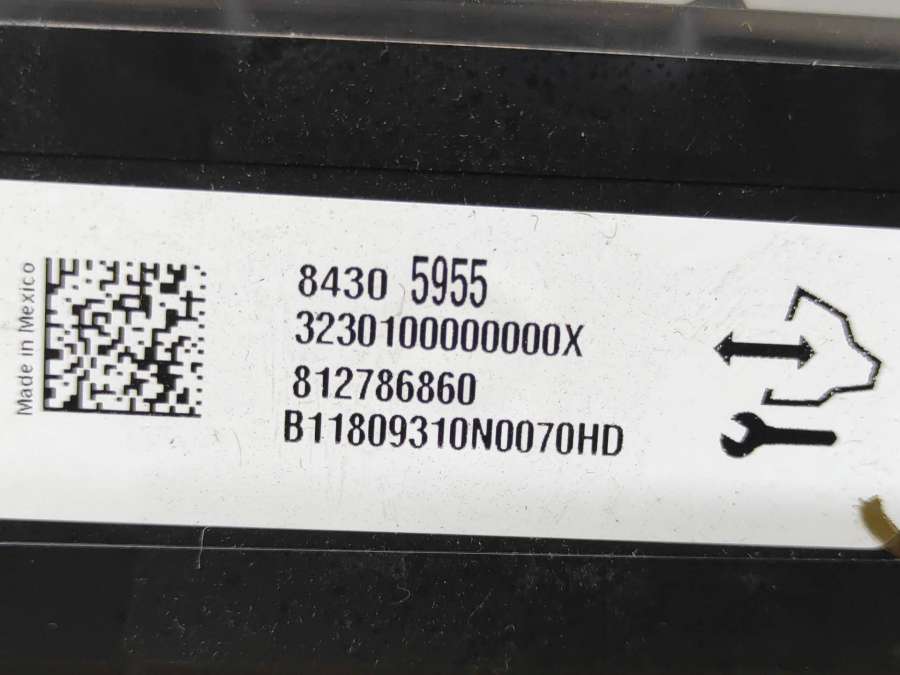 Made in Mexico
8430 5955
3230100000000X
812786860
B11809310N0070HD